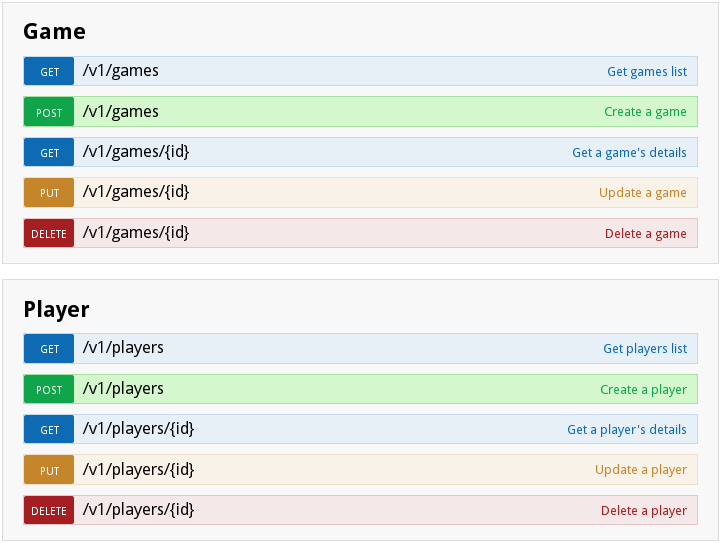 Game
GET /v1/games Get games list
POST /v1/games Create a game
GET /v1/games/{id} Get a game's details
PUT /v1/games/{id} Update a game
DELETE /v1/games/{id} Delete a game
Player
GET /v1/players Get players list
POST /v1/players Create a player
GET /v1/players/{id} Get a player's details
PUT /v1/players/{id} Update a player
DELETE /v1/players/{id} Delete a player